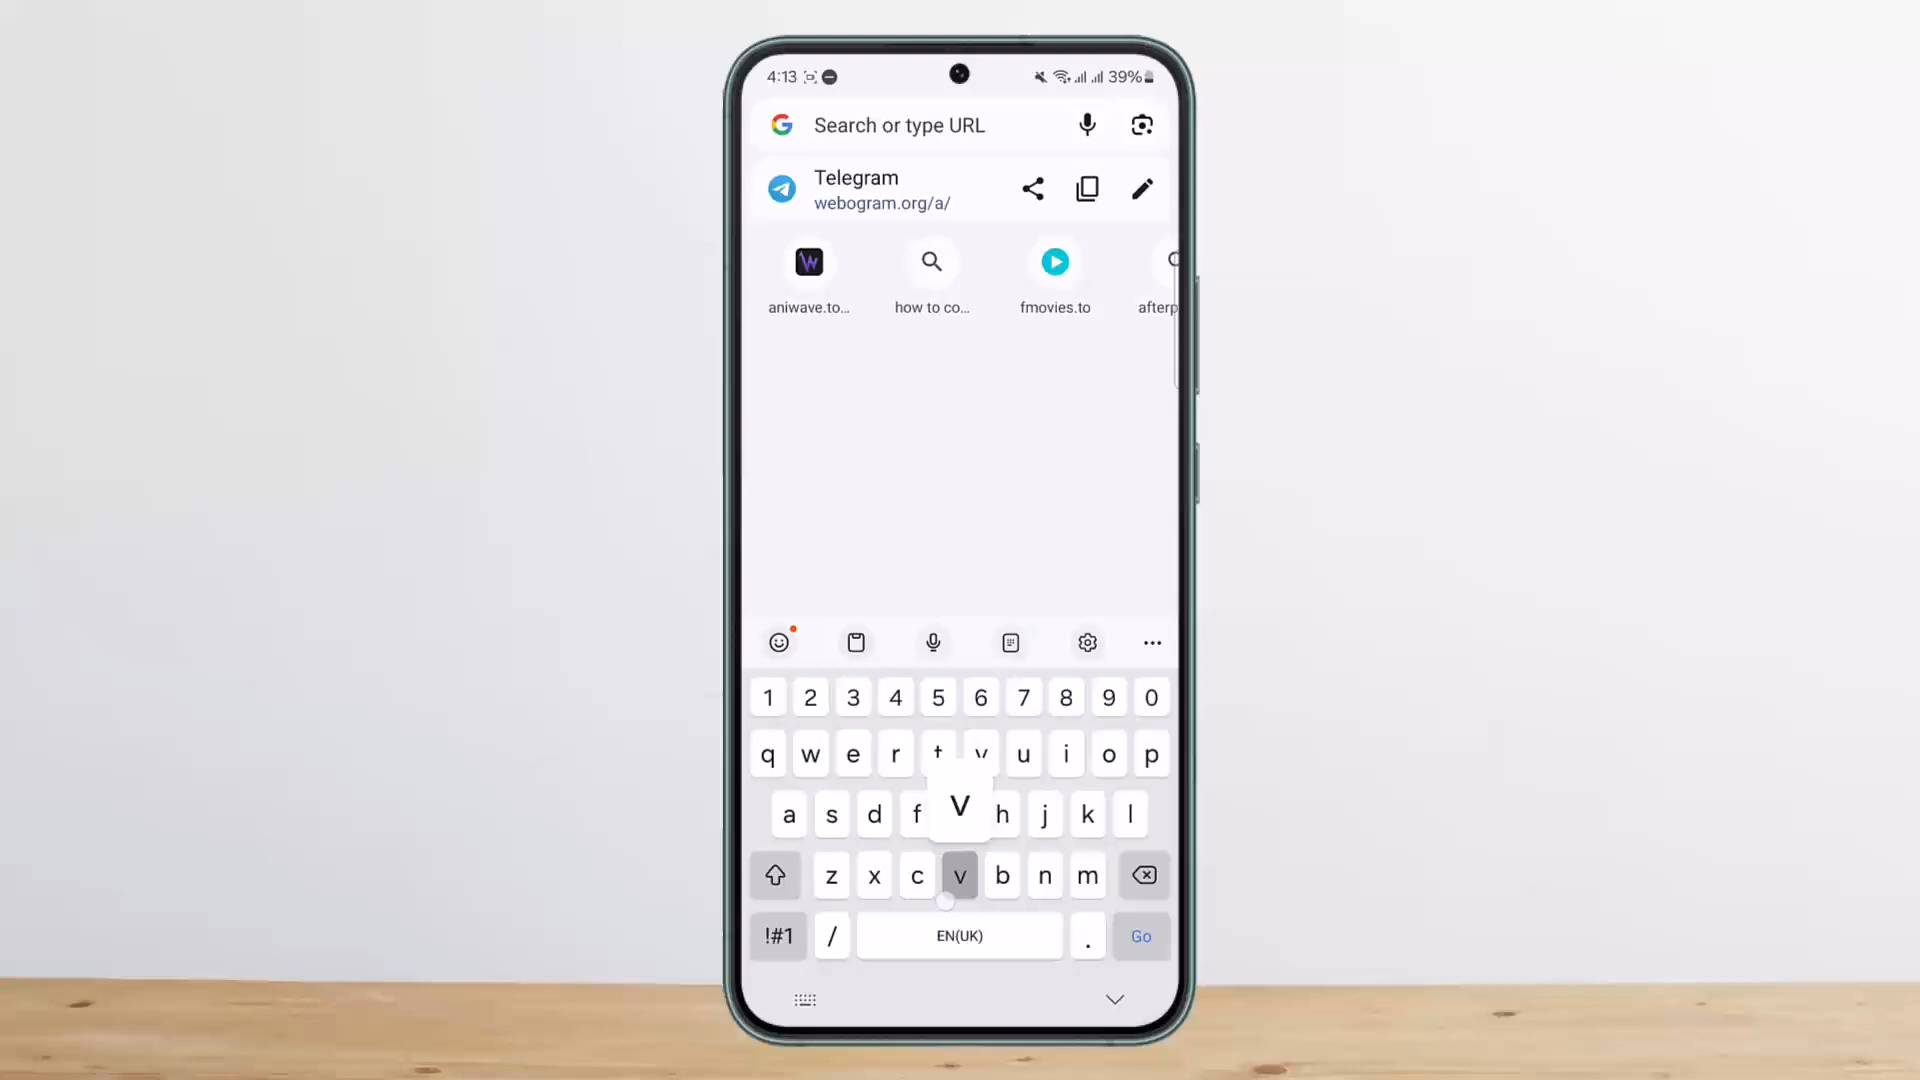 4:13 39%
Search or type URL
Telegram
webogram.org/a/
aniwave.to... how to co... fmovies.to afterp
1 2 3 4 5 6 7 8 9 0
q w e r t y u i o p
a s d f v h j k l
z x c v b n m
!#1 / EN(UK) . Go